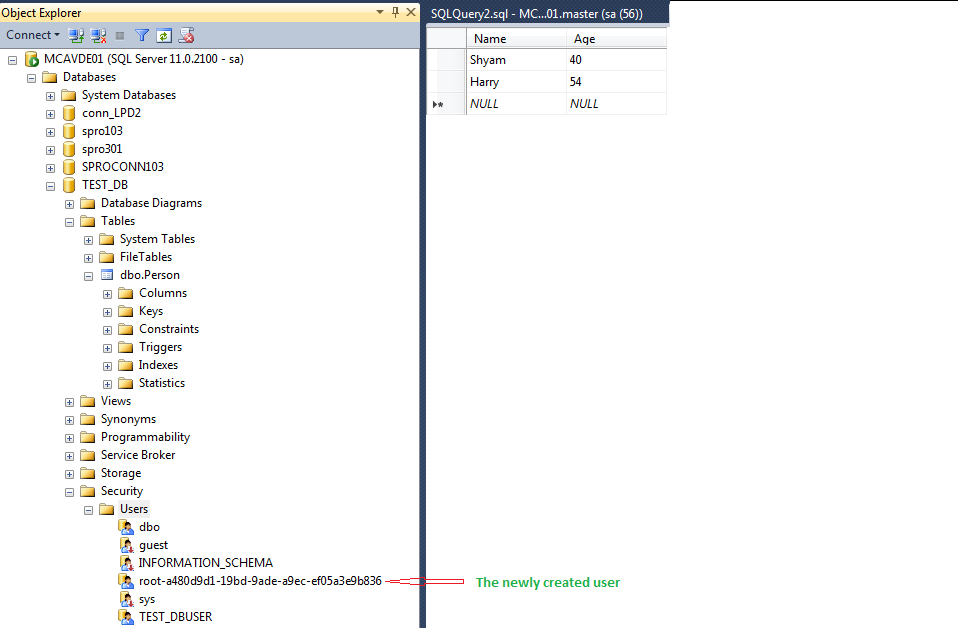 Object Explorer
Connect
MCAVDE01 (SQL Server 11.0.2100 - sa)
Databases
System Databases
conn_LPD2
spro103
spro301
SPROCONN103
TEST_DB
Database Diagrams
Tables
System Tables
FileTables
dbo.Person
Columns
Keys
Constraints
Triggers
Indexes
Statistics
Views
Synonyms
Programmability
Service Broker
Storage
Security
Users
dbo
guest
INFORMATION_SCHEMA
root-a480d9d1-19bd-9ade-a9ec-ef05a3e9b836
sys
TEST_DBUSER
SQLQuery2.sql - MC...01.master (sa (56))
Name Age
Shyam 40
Harry 54
NULL NULL
The newly created user